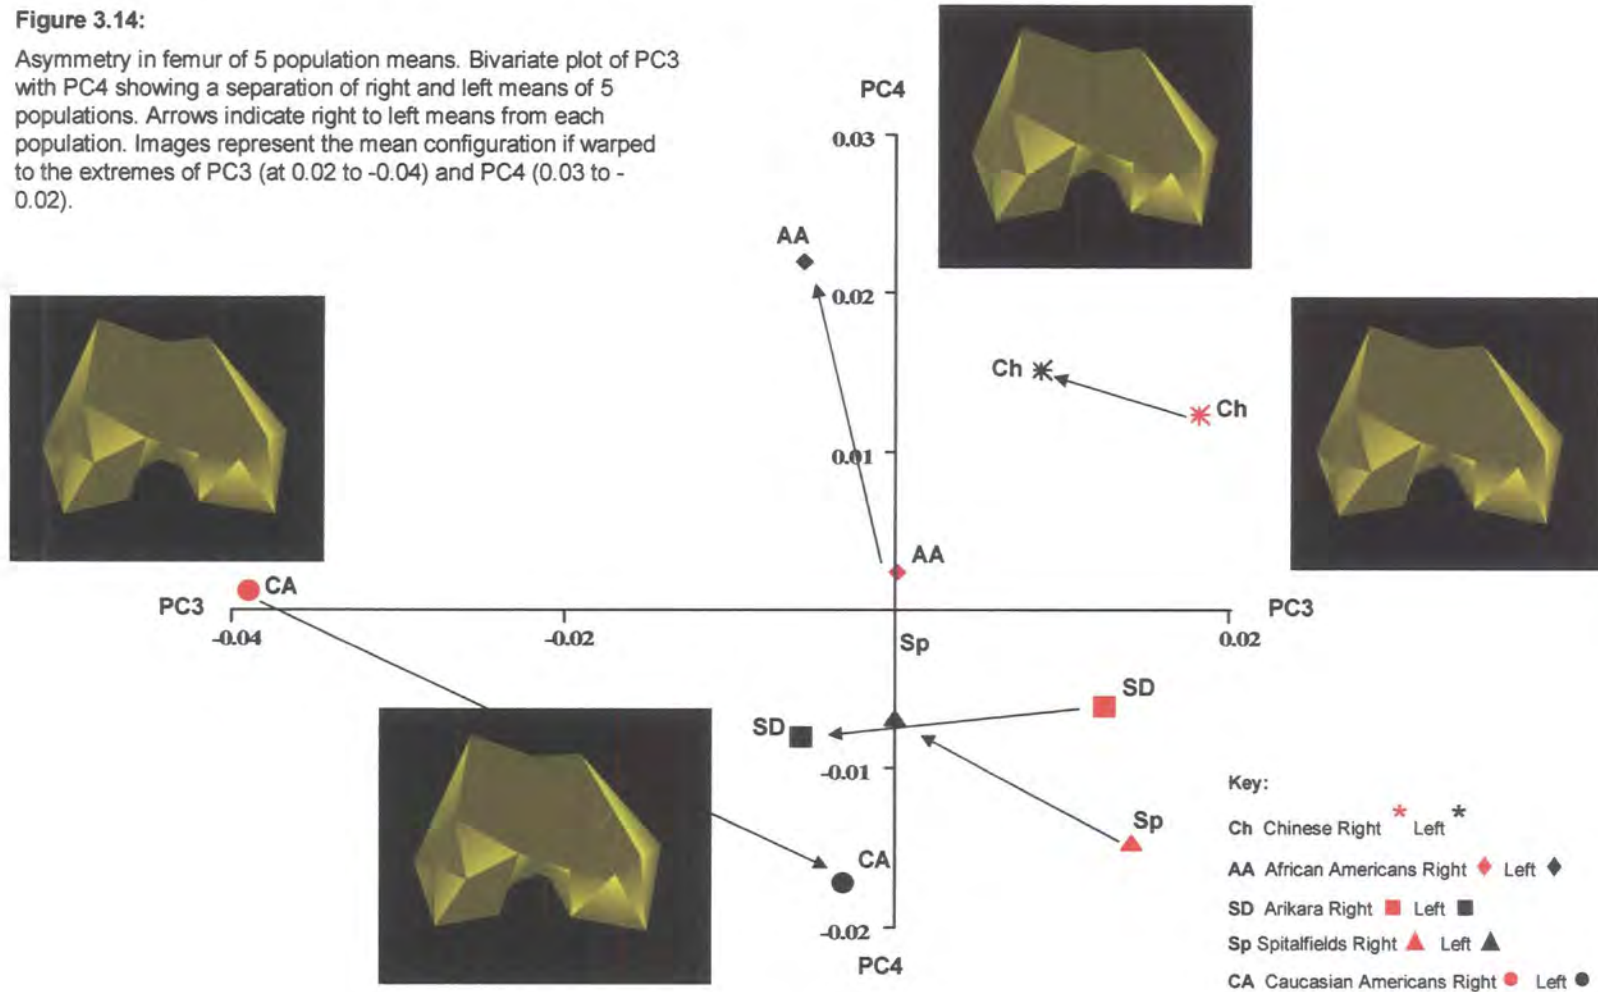 Figure 3.14:
Asymmetry in femur of 5 population means. Bivariate plot of PC3
with PC4 showing a separation of right and left means of 5
populations. Arrows indicate right to left means from each
population. Images represent the mean configuration if warped
to the extremes of PC3 (at 0.02 to -0.04) and PC4 (0.03 to -
0.02).
PC4
0.03
AA
0.02
Ch
Ch
0.01
AA
CA
PC3
PC3
-0.04
-0.02
0.02
Sp
SD
SD
-0.01
Sp
CA
-0.02
PC4
Key:
Ch Chinese Right * Left *
AA African Americans Right ♦ Left ♦
SD Arikara Right ■ Left ■
Sp Spitalfields Right ▲ Left ▲
CA Caucasian Americans Right ● Left ●